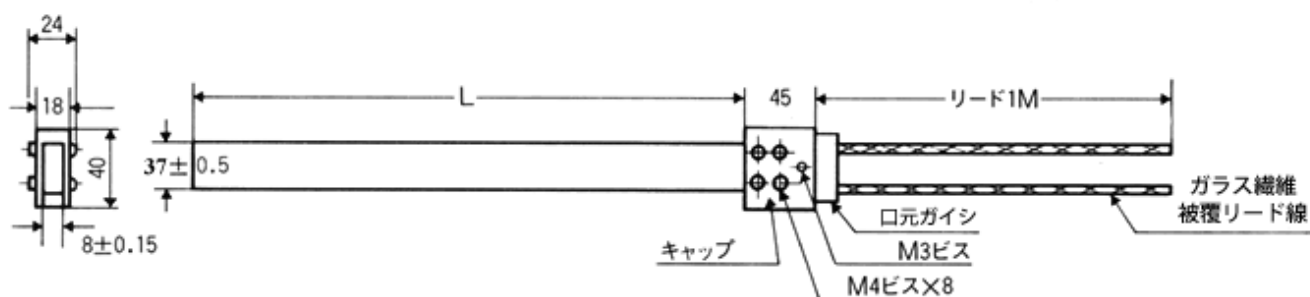 24
18
40
8±0.15
L
45
リード1M
37± 0.5
ガラス繊維
被覆リード線
口元ガイシ
キャップ
M3ビス
M4ビス×8